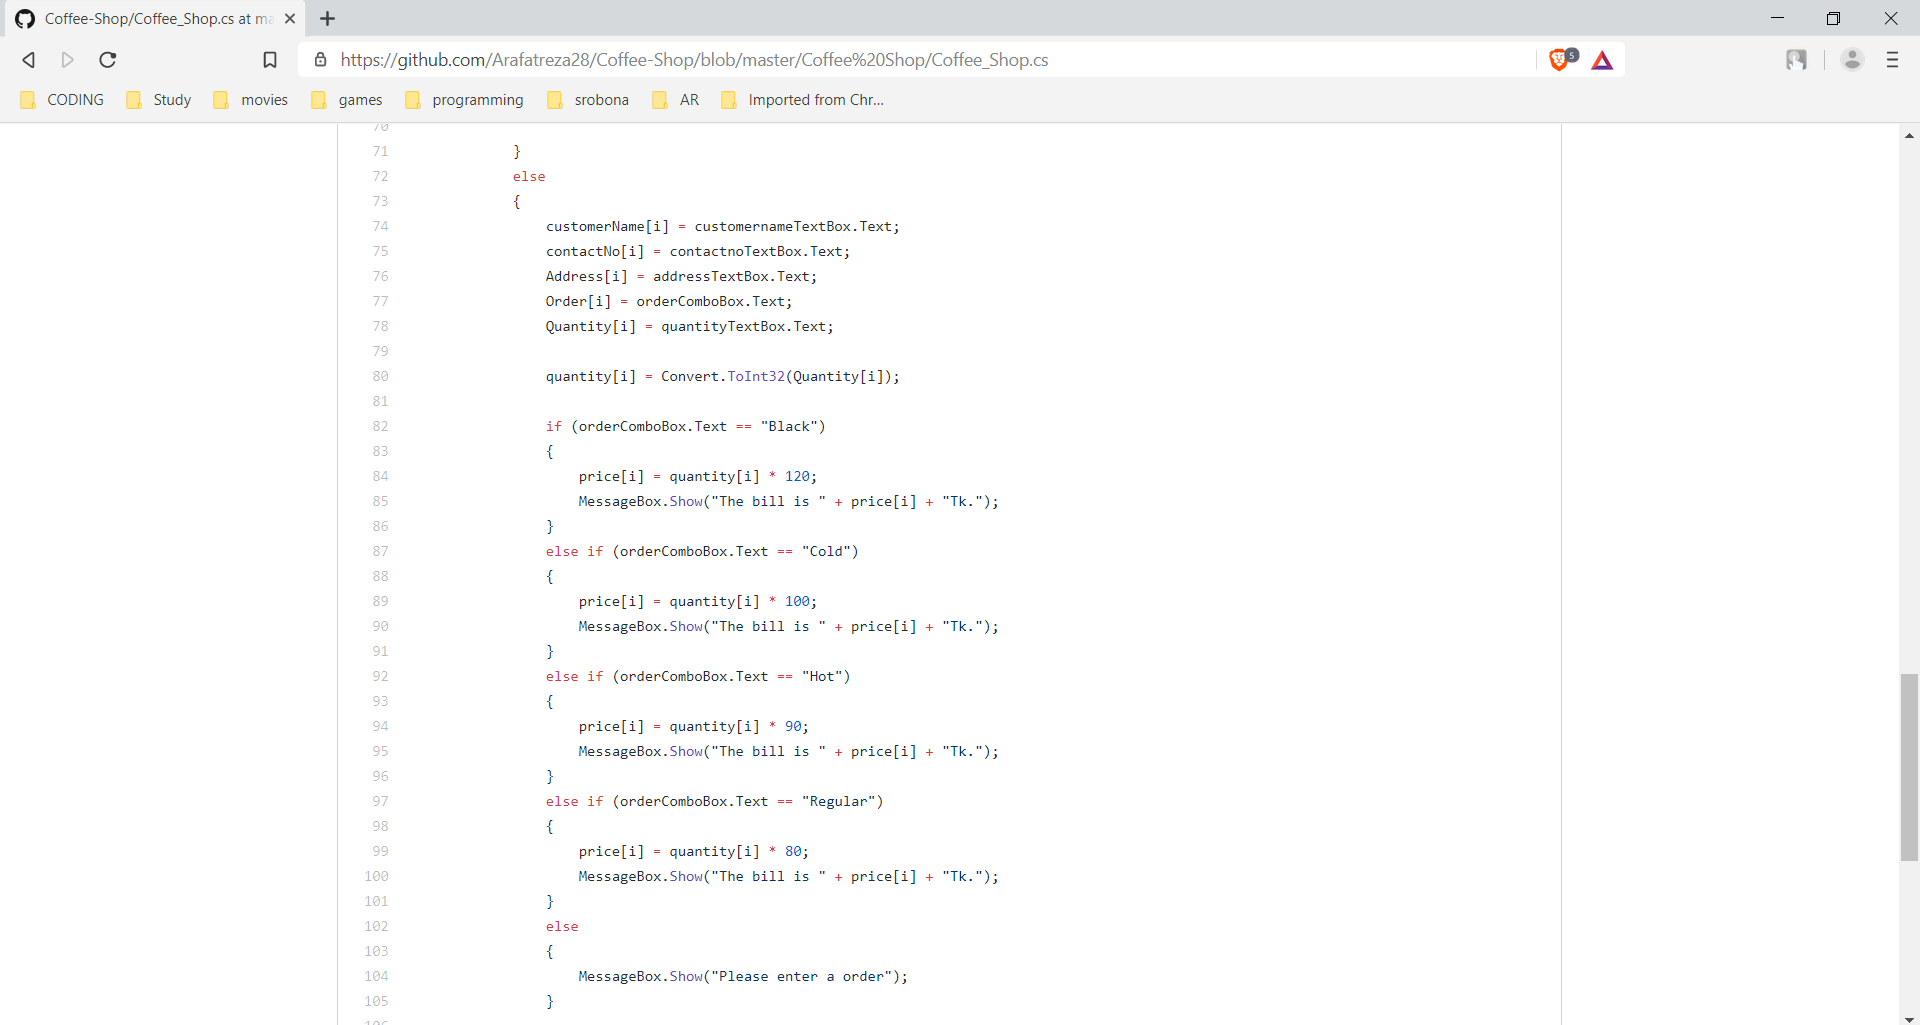 Coffee-Shop/Coffee_Shop.cs at ma
https://github.com/Arafatreza28/Coffee-Shop/blob/master/Coffee%20Shop/Coffee_Shop.cs
5
CODING Study movies games programming srobona AR Imported from Chr...
70
71 }
72 else
73 {
74 customerName[i] = customernameTextBox.Text;
75 contactNo[i] = contactnoTextBox.Text;
76 Address[i] = addressTextBox.Text;
77 Order[i] = orderComboBox.Text;
78 Quantity[i] = quantityTextBox.Text;
79
80 quantity[i] = Convert.ToInt32(Quantity[i]);
81
82 if (orderComboBox.Text == "Black")
83 {
84 price[i] = quantity[i] * 120;
85 MessageBox.Show("The bill is " + price[i] + "Tk.");
86 }
87 else if (orderComboBox.Text == "Cold")
88 {
89 price[i] = quantity[i] * 100;
90 MessageBox.Show("The bill is " + price[i] + "Tk.");
91 }
92 else if (orderComboBox.Text == "Hot")
93 {
94 price[i] = quantity[i] * 90;
95 MessageBox.Show("The bill is " + price[i] + "Tk.");
96 }
97 else if (orderComboBox.Text == "Regular")
98 {
99 price[i] = quantity[i] * 80;
100 MessageBox.Show("The bill is " + price[i] + "Tk.");
101 }
102 else
103 {
104 MessageBox.Show("Please enter a order");
105 }
106